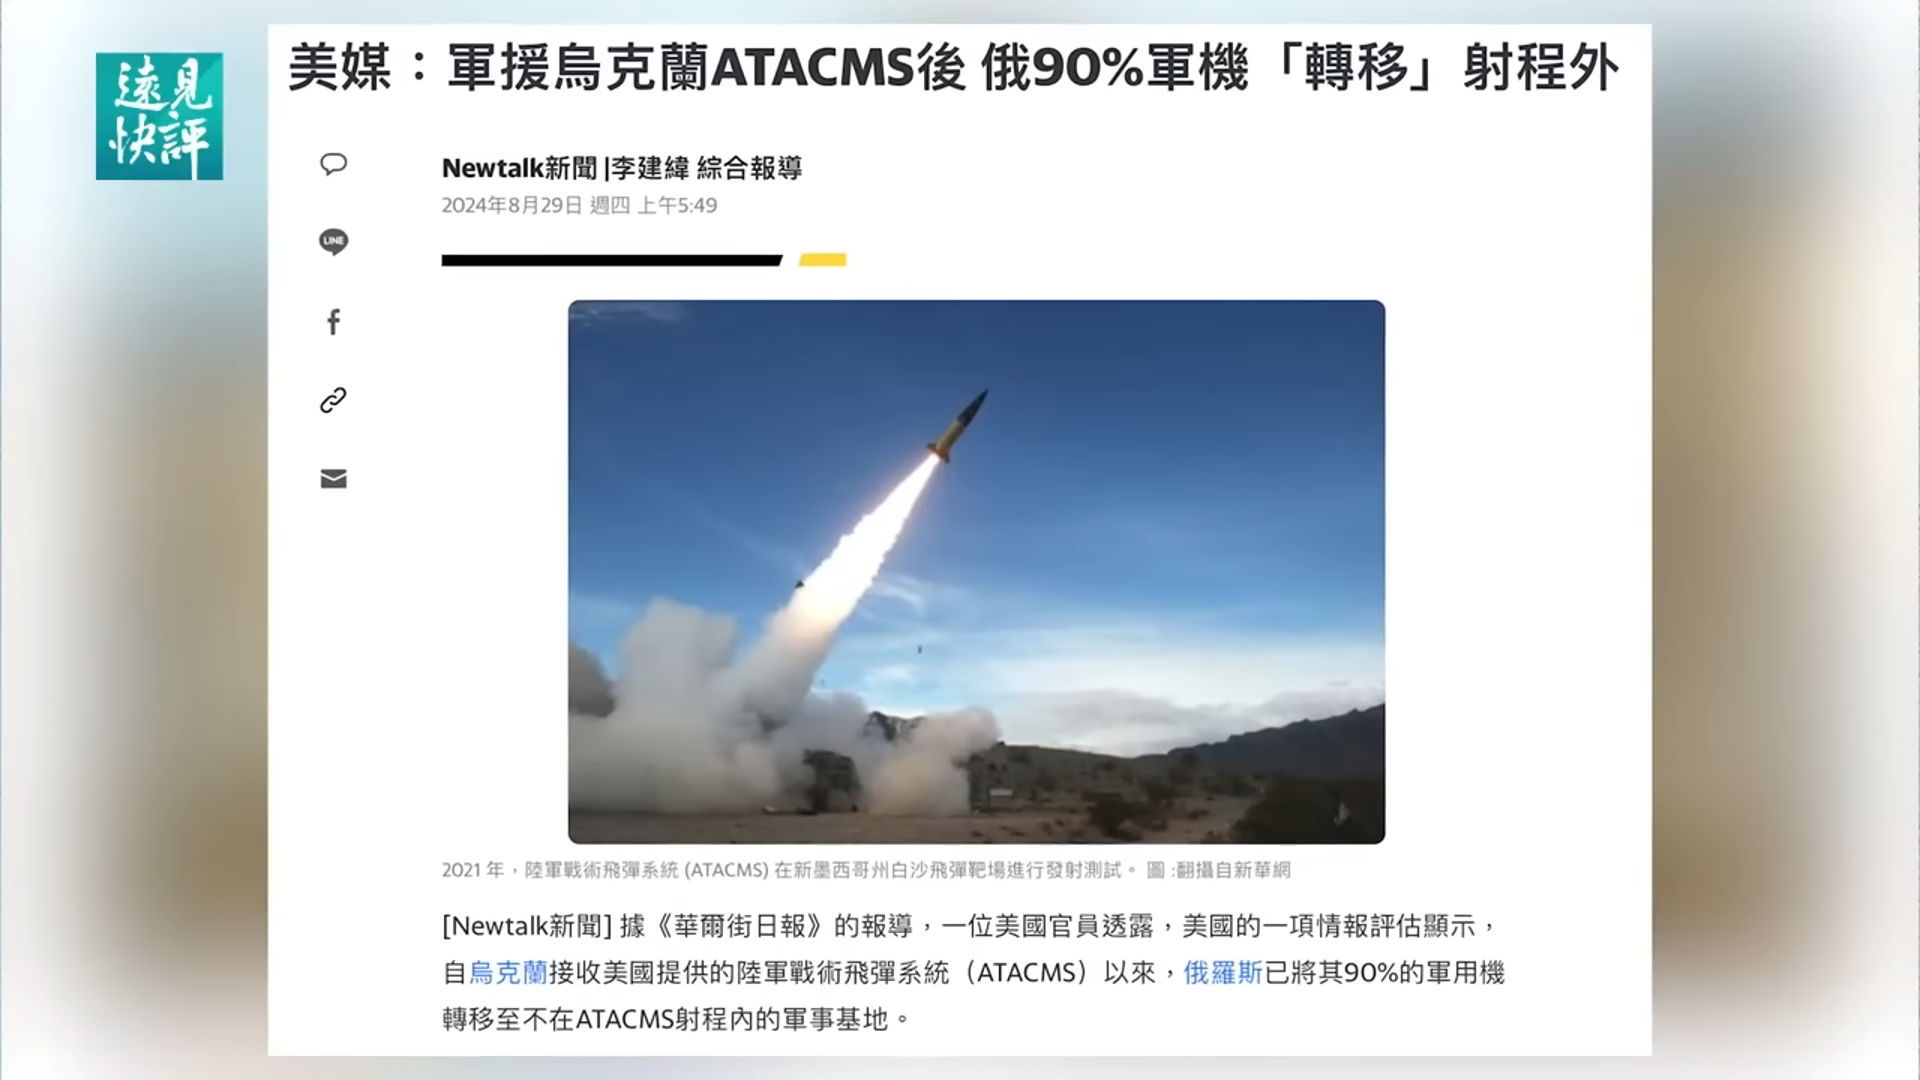 遠見
快評
美媒：軍援烏克蘭ATACMS後 俄90%軍機「轉移」射程外
Newtalk新聞 |李建緯 綜合報導
2024年8月29日 週四 上午5:49
LINE
2021 年，陸軍戰術飛彈系統 (ATACMS) 在新墨西哥州白沙飛彈靶場進行發射測試。 圖 :翻攝自新華網
[Newtalk新聞] 據《華爾街日報》的報導，一位美國官員透露，美國的一項情報評估顯示，
自烏克蘭接收美國提供的陸軍戰術飛彈系統（ATACMS）以來，俄羅斯已將其90%的軍用機
轉移至不在ATACMS射程內的軍事基地。